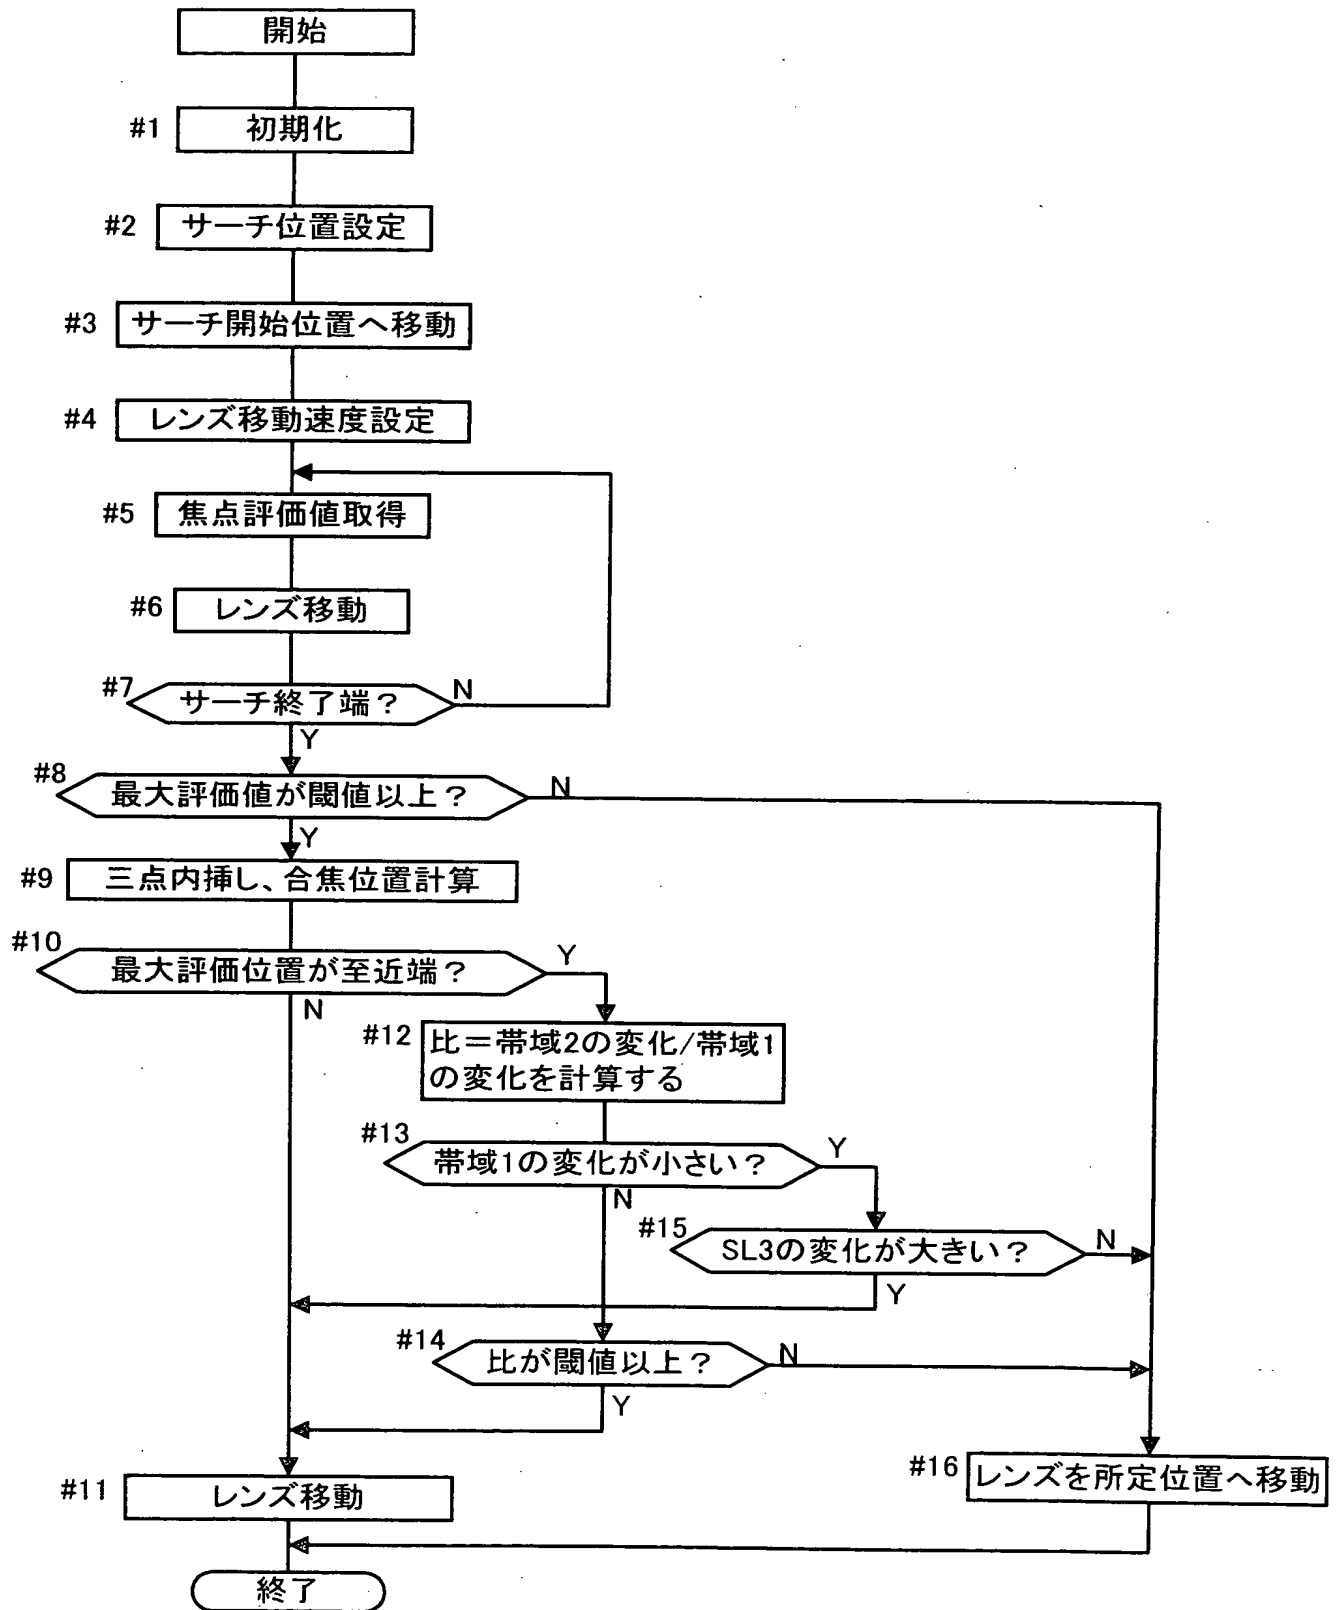 開始
#1 初期化
#2 サーチ位置設定
#3 サーチ開始位置へ移動
#4 レンズ移動速度設定
#5 焦点評価値取得
#6 レンズ移動
#7 サーチ終了端？ N
Y
#8 最大評価値が閾値以上？ N
Y
#9 三点内挿し、合焦位置計算
#10 最大評価位置が至近端？ Y
N
#12 比＝帯域2の変化/帯域1
の変化を計算する
#13 帯域1の変化が小さい？ Y
N
#15 SL3の変化が大きい？ N
Y
#14 比が閾値以上？ N
Y
#11 レンズ移動
#16 レンズを所定位置へ移動
終了